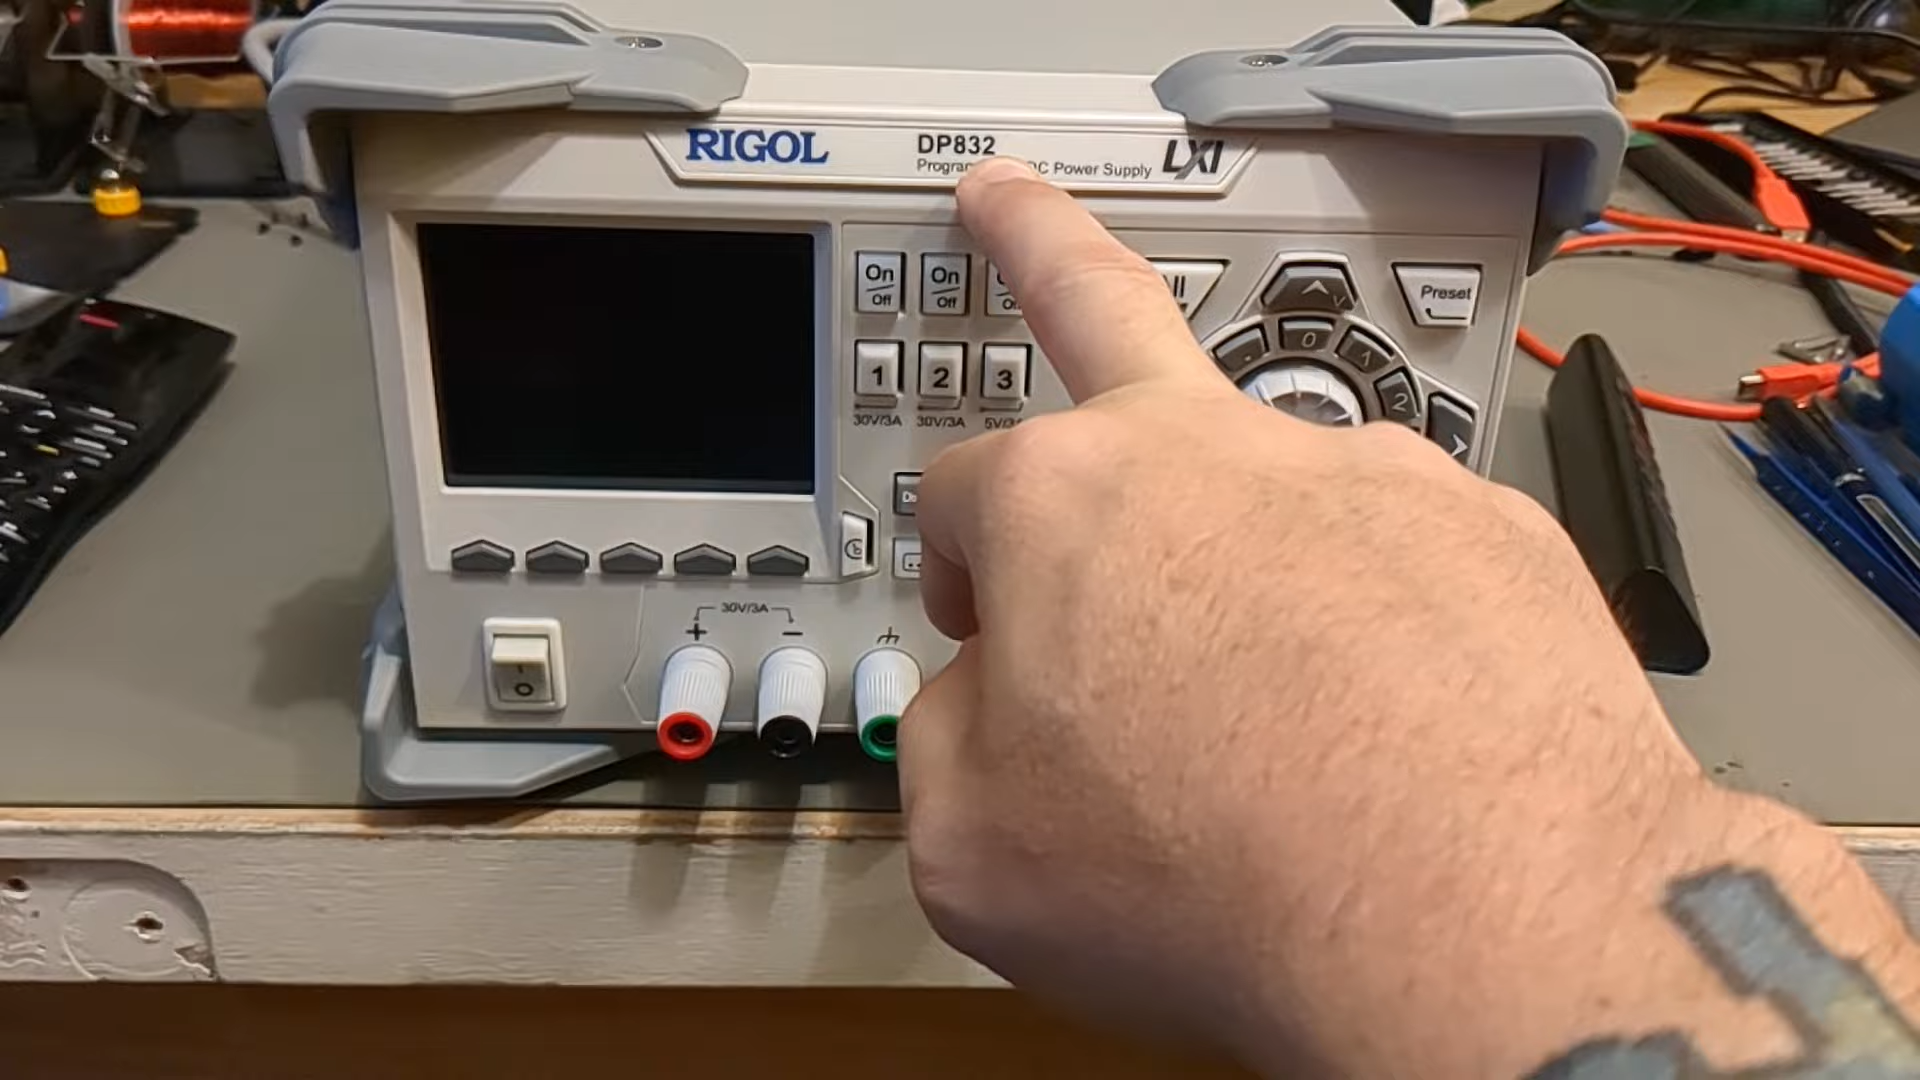 RIGOL
DP832
LXI
DC Power Supply
On
Off
On
Off
Preset
0
1
2
1
2
3
30V/3A
30V/3A
30V/3A
+
−